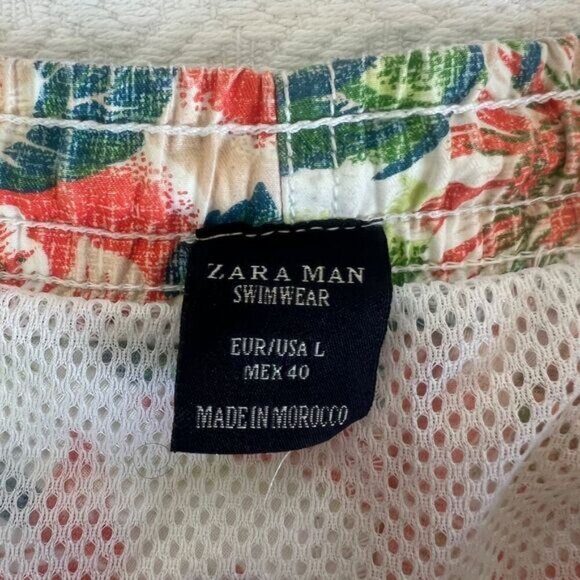 ZARA MAN
SWIMWEAR
EUR/USA L
MEX 40
MADE IN MOROCCO